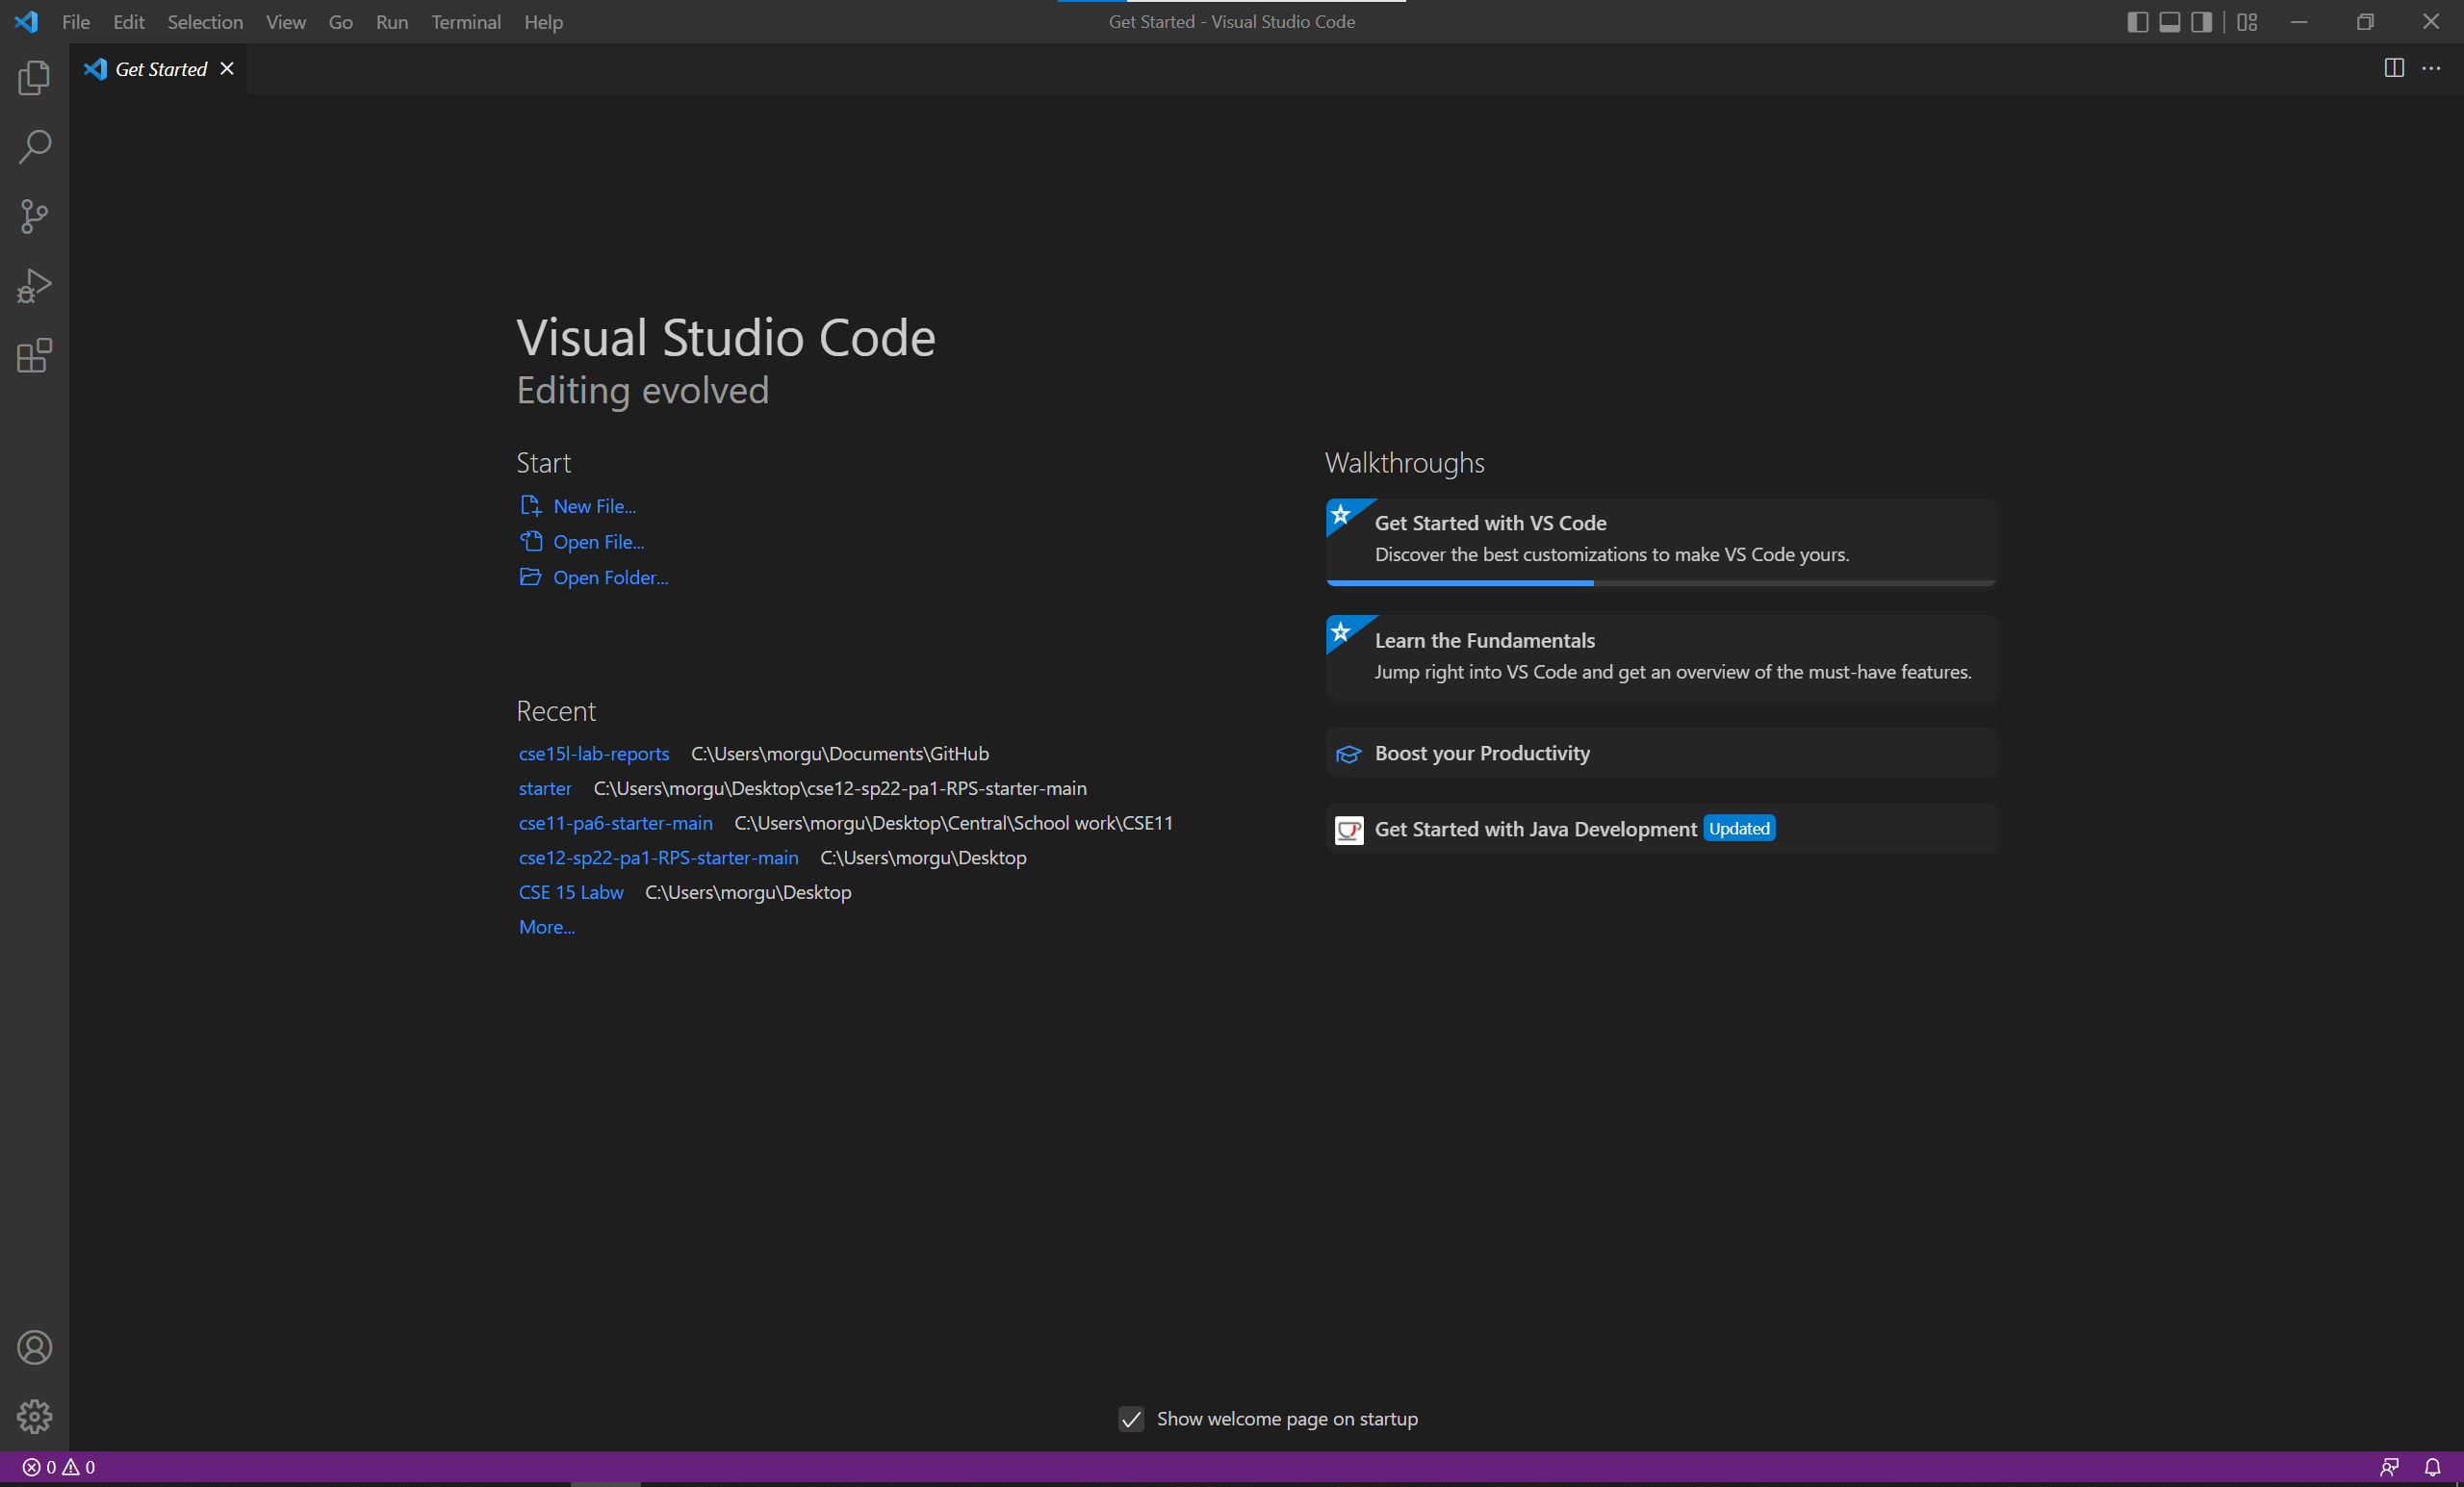 File Edit Selection View Go Run Terminal Help
Get Started - Visual Studio Code
Get Started
Visual Studio Code
Editing evolved
Start
New File...
Open File...
Open Folder...
Recent
cse15l-lab-reports C:\Users\morgu\Documents\GitHub
starter C:\Users\morgu\Desktop\cse12-sp22-pa1-RPS-starter-main
cse11-pa6-starter-main C:\Users\morgu\Desktop\Central\School work\CSE11
cse12-sp22-pa1-RPS-starter-main C:\Users\morgu\Desktop
CSE 15 Labw C:\Users\morgu\Desktop
More...
Walkthroughs
Get Started with VS Code
Discover the best customizations to make VS Code yours.
Learn the Fundamentals
Jump right into VS Code and get an overview of the must-have features.
Boost your Productivity
Get Started with Java Development Updated
Show welcome page on startup
0 0